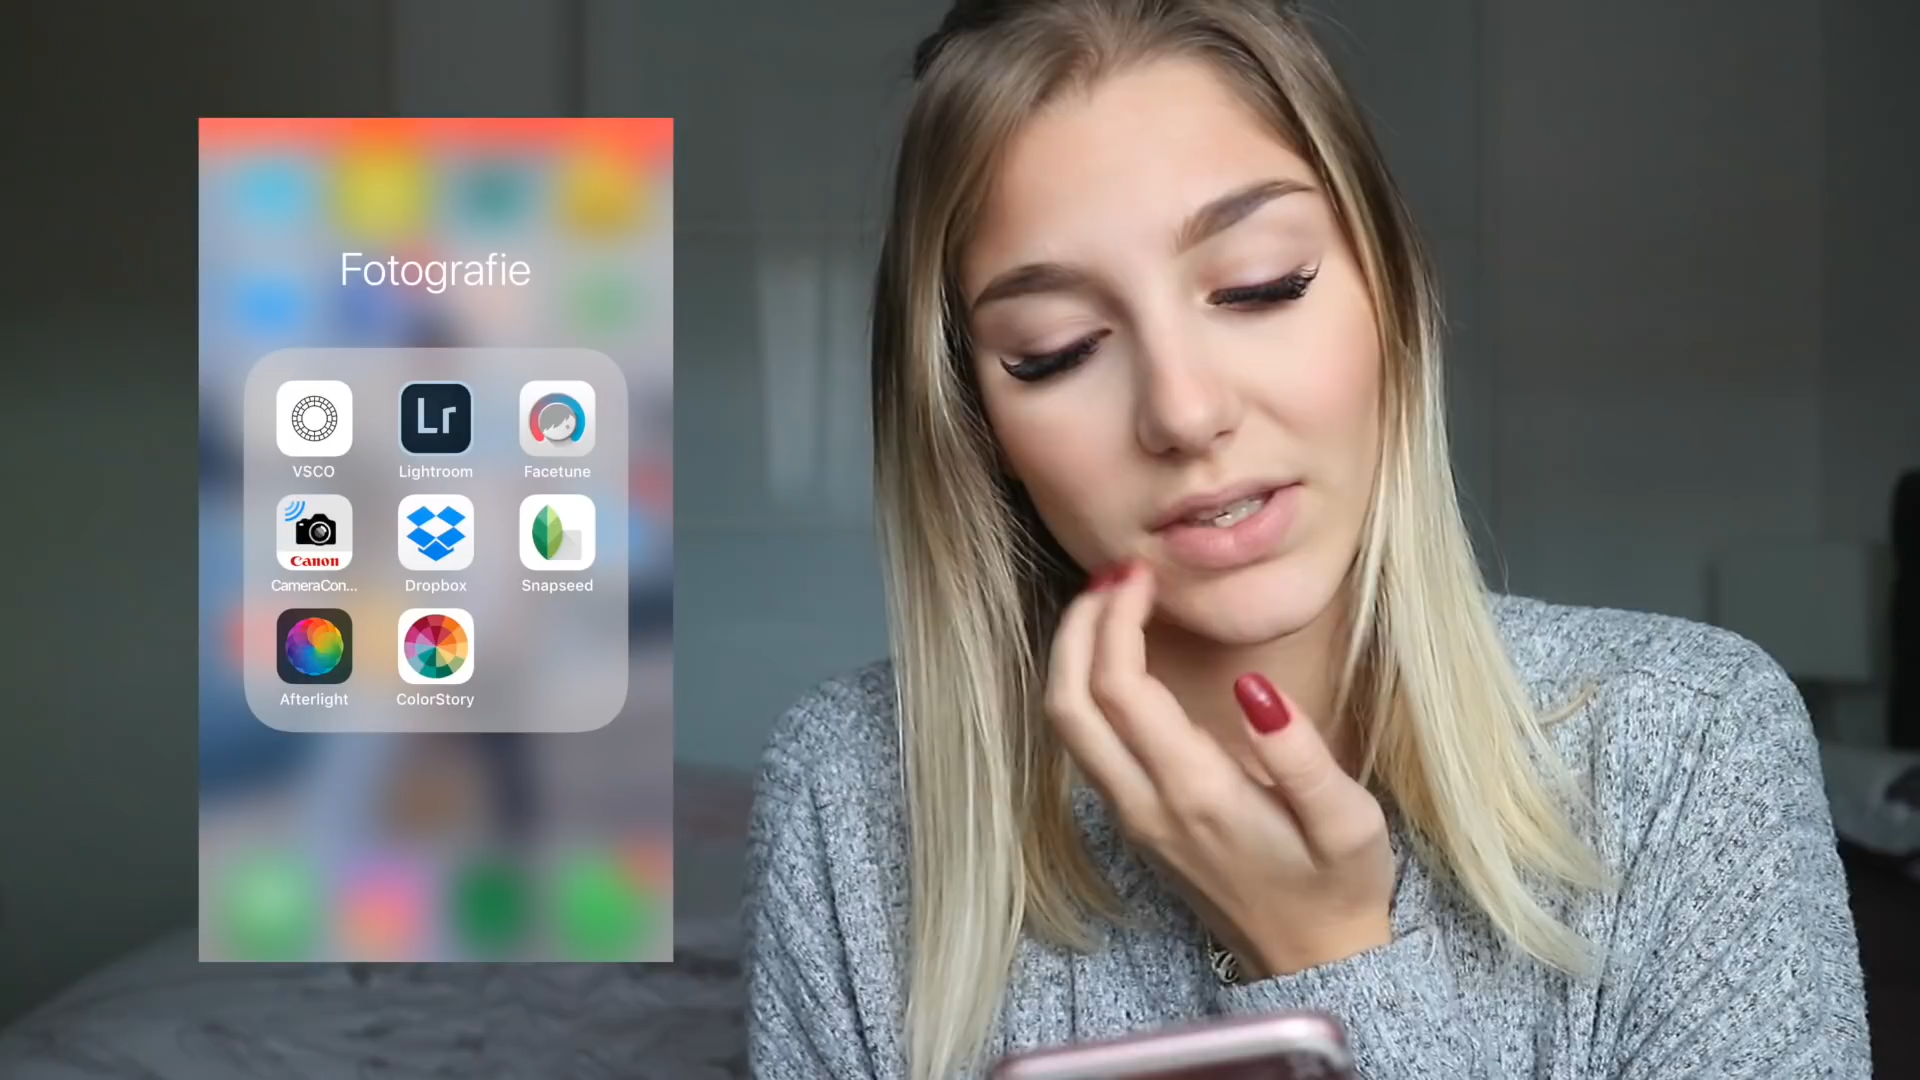 Fotografie
Lr
VSCO
Lightroom
Facetune
Canon
CameraCon...
Dropbox
Snapseed
Afterlight
ColorStory